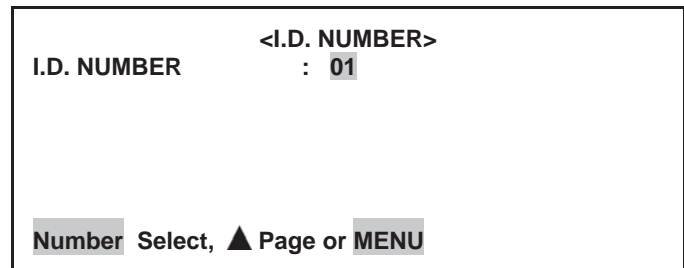 <I.D. NUMBER>
I.D. NUMBER : 01
Number Select, ▲ Page or MENU